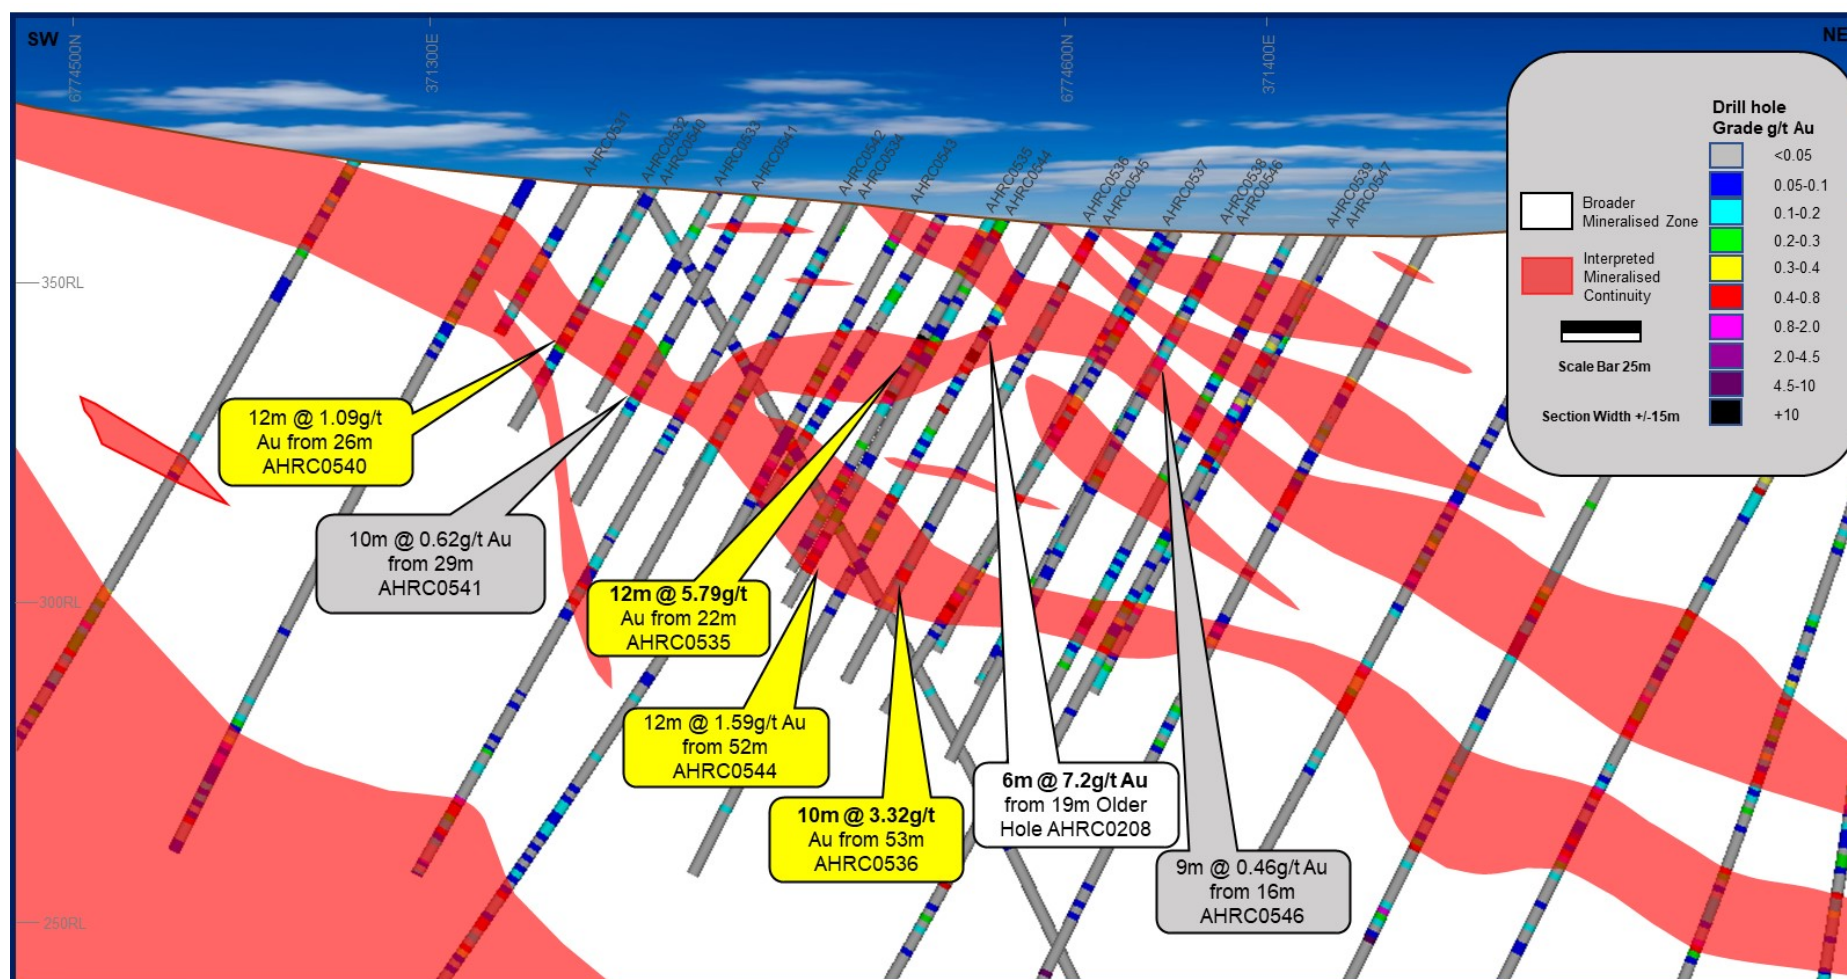 SW
NE
6774500N
371300E
6774600N
371400E
AHRC0531
AHRC0532
AHRC0540
AHRC0533
AHRC0541
AHRC0542
AHRC0534
AHRC0543
AHRC0535
AHRC0544
AHRC0536
AHRC0545
AHRC0537
AHRC0538
AHRC0546
AHRC0539
AHRC0547
350RL
300RL
250RL
Drill hole
Grade g/t Au
<0.05
0.05-0.1
0.1-0.2
0.2-0.3
0.3-0.4
0.4-0.8
0.8-2.0
2.0-4.5
4.5-10
+10
Broader
Mineralised Zone
Interpreted
Mineralised
Continuity
Scale Bar 25m
Section Width +/-15m
12m @ 1.09g/t
Au from 26m
AHRC0540
10m @ 0.62g/t Au
from 29m
AHRC0541
12m @ 5.79g/t
Au from 22m
AHRC0535
12m @ 1.59g/t Au
from 52m
AHRC0544
10m @ 3.32g/t
Au from 53m
AHRC0536
6m @ 7.2g/t Au
from 19m Older
Hole AHRC0208
9m @ 0.46g/t Au
from 16m
AHRC0546